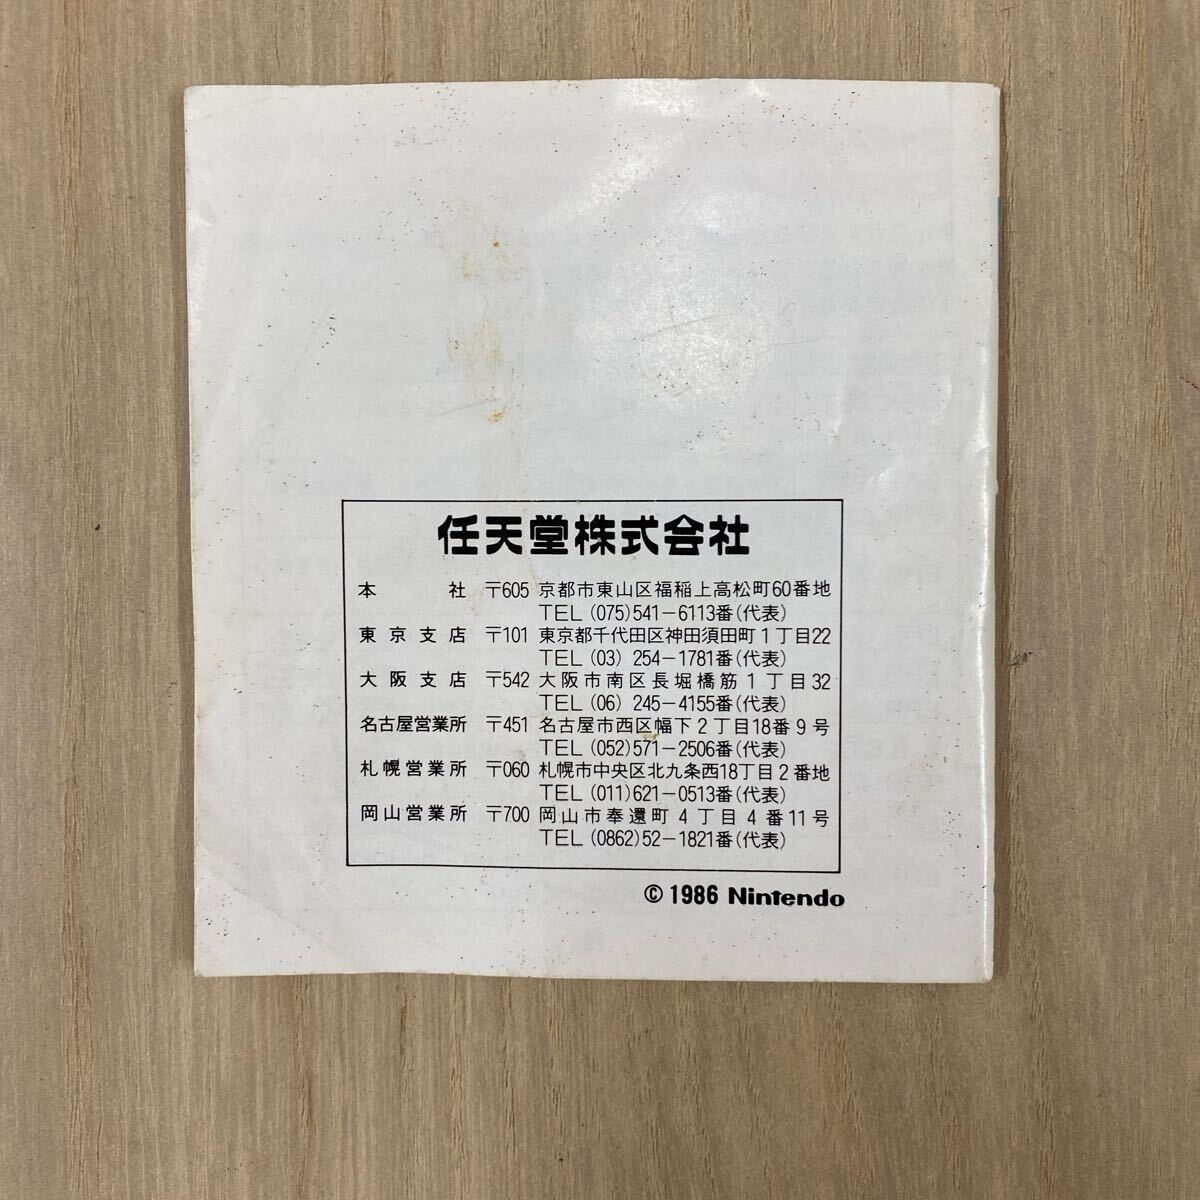 任天堂株式会社
本社 〒605 京都市東山区福稲上高松町60番地
TEL (075)541-6113番(代表)
東京支店 〒101 東京都千代田区神田須田町1丁目22
TEL (03) 254-1781番(代表)
大阪支店 〒542 大阪市南区長堀橋筋1丁目32
TEL (06) 245-4155番(代表)
名古屋営業所 〒451 名古屋市西区幅下2丁目18番9号
TEL (052)571-2506番(代表)
札幌営業所 〒060 札幌市中央区北九条西18丁目2番地
TEL (011)621-0513番(代表)
岡山営業所 〒700 岡山市奉還町4丁目4番11号
TEL (0862)52-1821番(代表)
© 1986 Nintendo